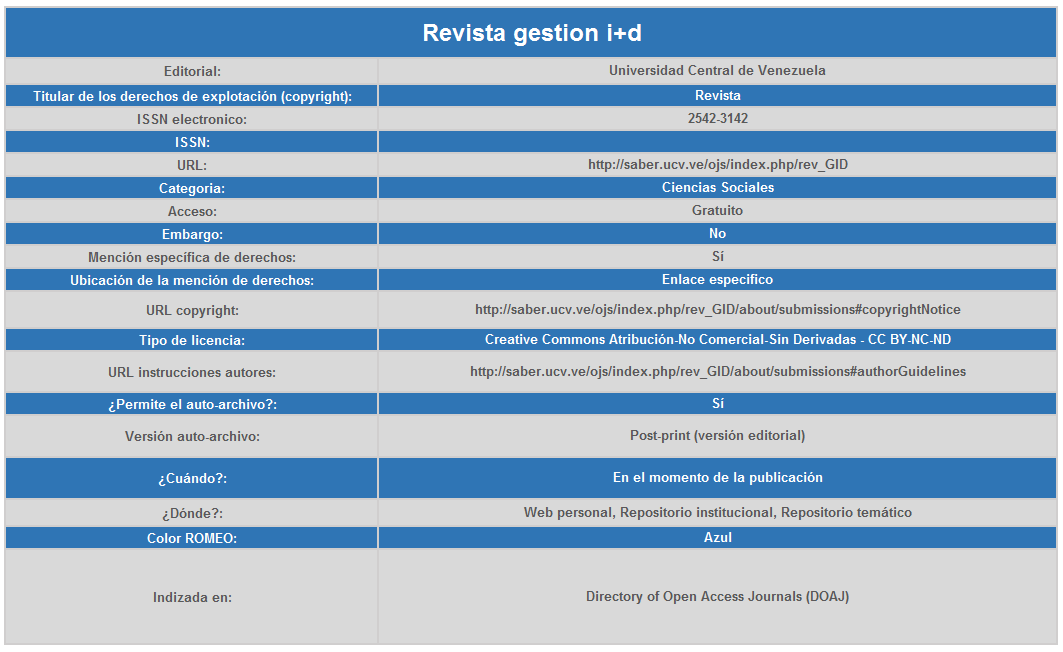 Revista gestion i+d
Editorial: Universidad Central de Venezuela
Titular de los derechos de explotación (copyright): Revista
ISSN electronico: 2542-3142
ISSN:
URL: http://saber.ucv.ve/ojs/index.php/rev_GID
Categoria: Ciencias Sociales
Acceso: Gratuito
Embargo: No
Mención específica de derechos: Sí
Ubicación de la mención de derechos: Enlace especifico
URL copyright: http://saber.ucv.ve/ojs/index.php/rev_GID/about/submissions#copyrightNotice
Tipo de licencia: Creative Commons Atribución-No Comercial-Sin Derivadas - CC BY-NC-ND
URL instrucciones autores: http://saber.ucv.ve/ojs/index.php/rev_GID/about/submissions#authorGuidelines
¿Permite el auto-archivo?: Sí
Versión auto-archivo: Post-print (versión editorial)
¿Cuándo?: En el momento de la publicación
¿Dónde?: Web personal, Repositorio institucional, Repositorio temático
Color ROMEO: Azul
Indizada en: Directory of Open Access Journals (DOAJ)